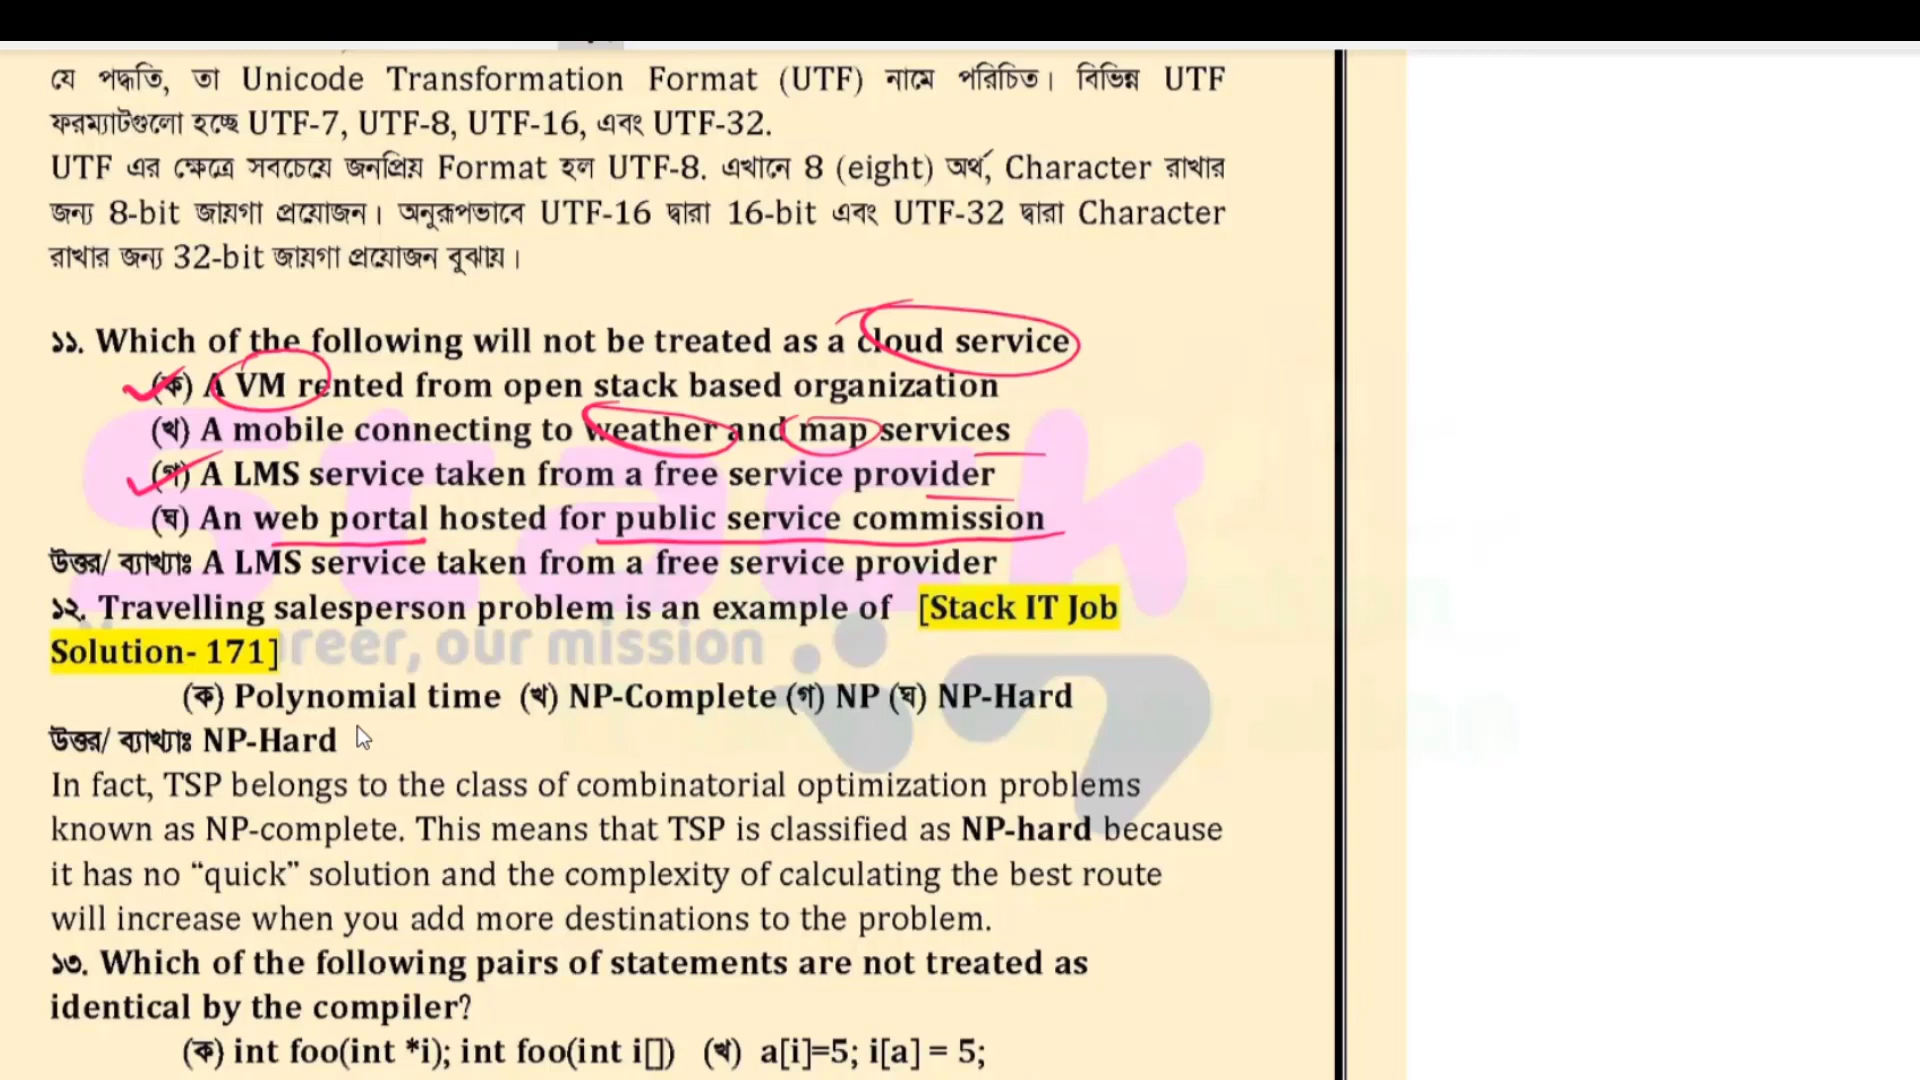 যে পদ্ধতি, তা Unicode Transformation Format (UTF) নামে পরিচিত। বিভিন্ন UTF
ফরম্যাটগুলো হচ্ছে UTF-7, UTF-8, UTF-16, এবং UTF-32.
UTF এর ক্ষেত্রে সবচেয়ে জনপ্রিয় Format হল UTF-8. এখানে 8 (eight) অর্থ, Character রাখার
জন্য 8-bit জায়গা প্রয়োজন। অনুরূপভাবে UTF-16 দ্বারা 16-bit এবং UTF-32 দ্বারা Character
রাখার জন্য 32-bit জায়গা প্রয়োজন বুঝায়।
১১. Which of the following will not be treated as a cloud service
(ক) A VM rented from open stack based organization
(খ) A mobile connecting to weather and map services
(গ) A LMS service taken from a free service provider
(ঘ) An web portal hosted for public service commission
উত্তর/ ব্যাখ্যাঃ A LMS service taken from a free service provider
১২. Travelling salesperson problem is an example of [Stack IT Job
Solution- 171]
(ক) Polynomial time (খ) NP-Complete (গ) NP (ঘ) NP-Hard
উত্তর/ ব্যাখ্যাঃ NP-Hard
In fact, TSP belongs to the class of combinatorial optimization problems
known as NP-complete. This means that TSP is classified as NP-hard because
it has no “quick” solution and the complexity of calculating the best route
will increase when you add more destinations to the problem.
১৩. Which of the following pairs of statements are not treated as
identical by the compiler?
(ক) int foo(int *i); int foo(int i[]) (খ) a[i]=5; i[a] = 5;
Stack
career, our mission